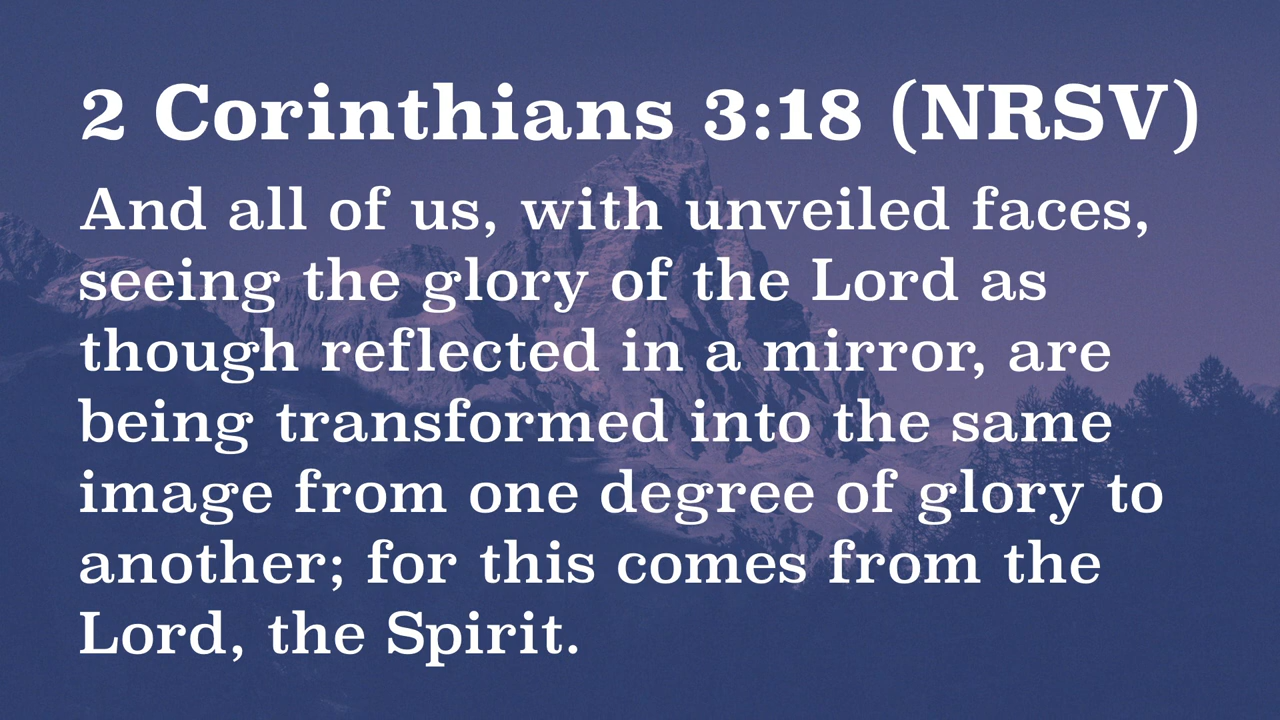 2 Corinthians 3:18 (NRSV)
And all of us, with unveiled faces,
seeing the glory of the Lord as
though reflected in a mirror, are
being transformed into the same
image from one degree of glory to
another; for this comes from the
Lord, the Spirit.